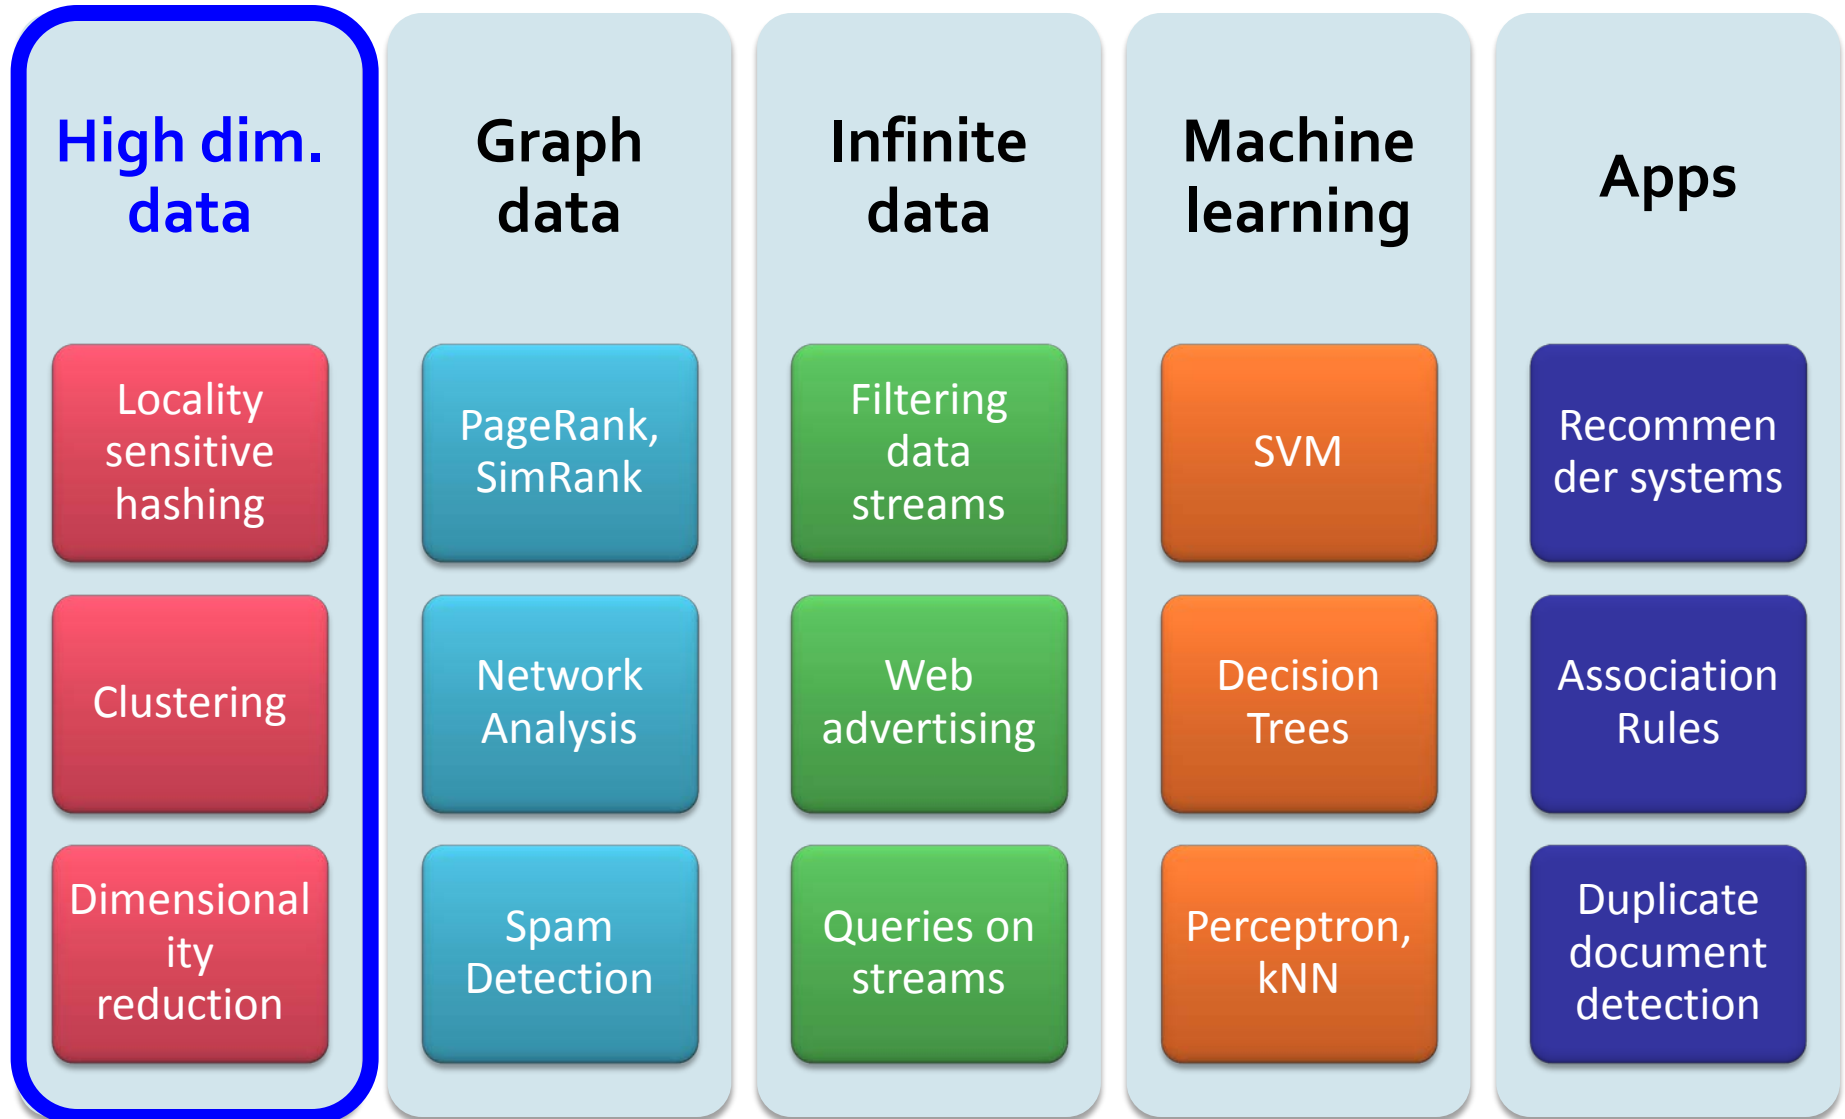 High dim.
data
Locality
sensitive
hashing
Clustering
Dimensional
ity
reduction
Graph
data
PageRank,
SimRank
Network
Analysis
Spam
Detection
Infinite
data
Filtering
data
streams
Web
advertising
Queries on
streams
Machine
learning
SVM
Decision
Trees
Perceptron,
kNN
Apps
Recommen
der systems
Association
Rules
Duplicate
document
detection